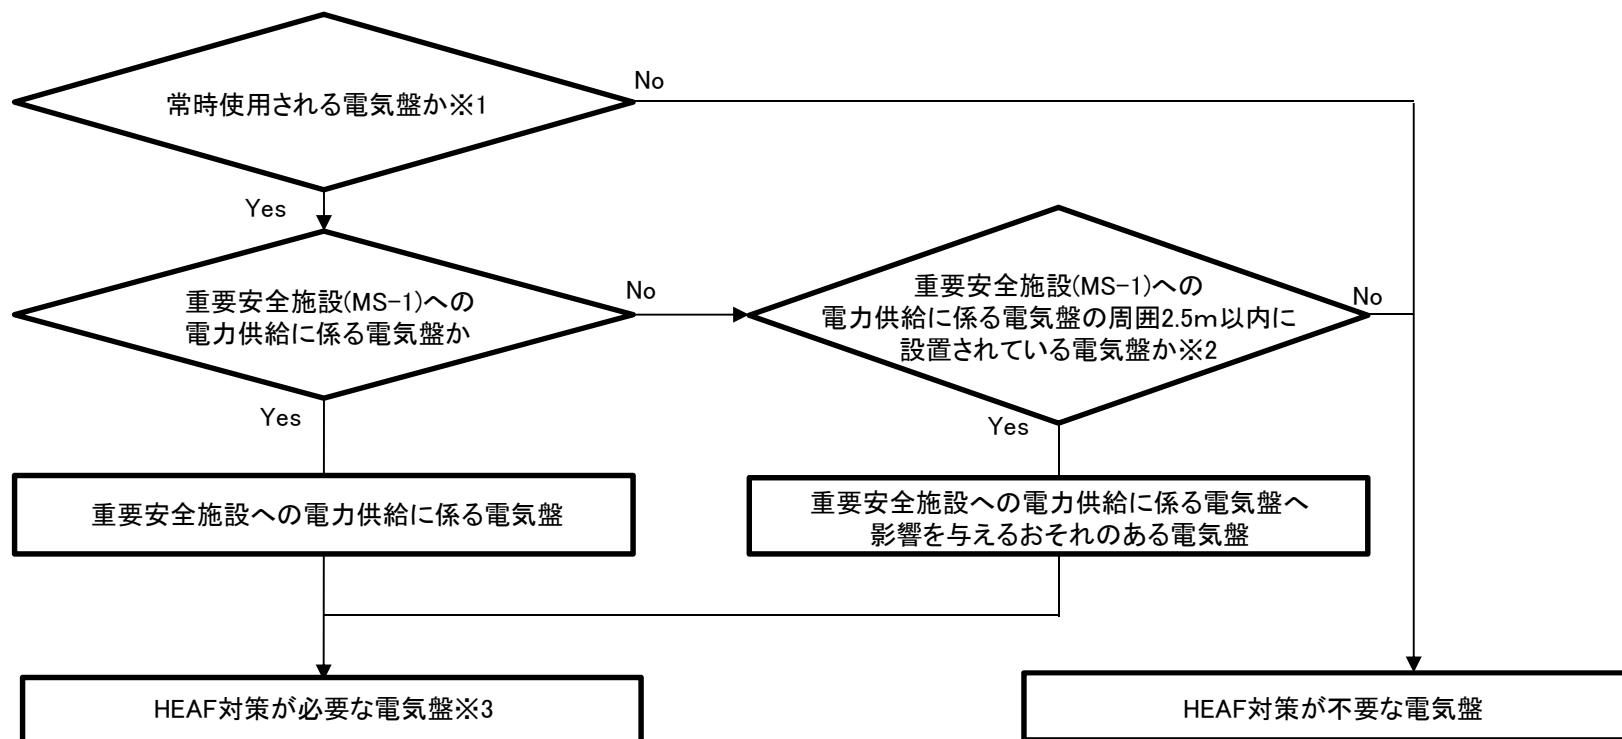 常時使用される電気盤か※1
No
Yes
重要安全施設(MS-1)への
電力供給に係る電気盤か
No
重要安全施設(MS-1)への
電力供給に係る電気盤の周囲2.5m以内に
設置されている電気盤か※2
No
Yes
Yes
重要安全施設への電力供給に係る電気盤
重要安全施設への電力供給に係る電気盤へ
影響を与えるおそれのある電気盤
HEAF対策が必要な電気盤※3
HEAF対策が不要な電気盤